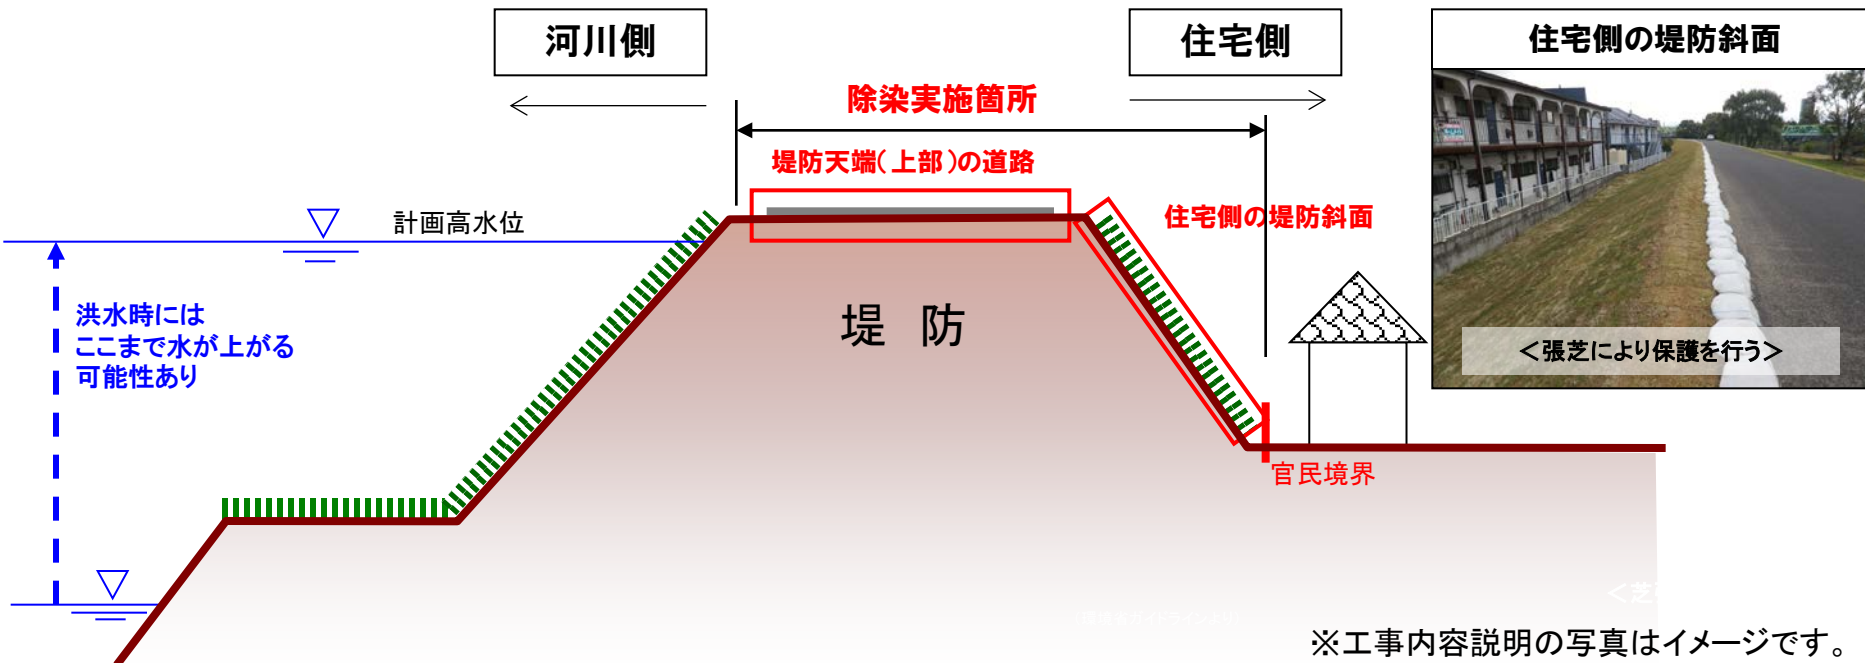 河川側
住宅側
住宅側の堤防斜面
除染実施箇所
堤防天端(上部)の道路
住宅側の堤防斜面
計画高水位
洪水時には
ここまで水が上がる
可能性あり
堤 防
<張芝により保護を行う>
官民境界
<芝
※工事内容説明の写真はイメージです。